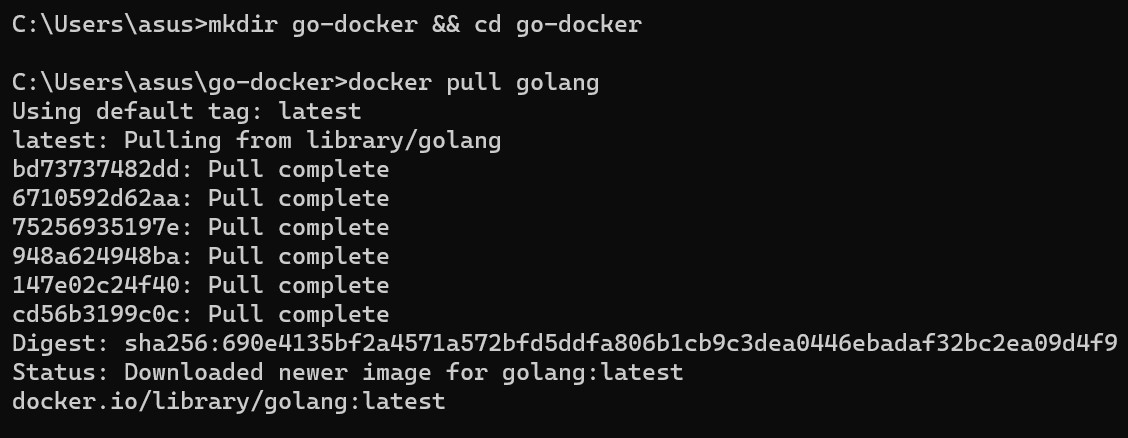 C:\Users\asus>mkdir go-docker && cd go-docker
C:\Users\asus\go-docker>docker pull golang
Using default tag: latest
latest: Pulling from library/golang
bd73737482dd: Pull complete
6710592d62aa: Pull complete
75256935197e: Pull complete
948a624948ba: Pull complete
147e02c24f40: Pull complete
cd56b3199c0c: Pull complete
Digest: sha256:690e4135bf2a4571a572bfd5ddfa806b1cb9c3dea0446ebadaf32bc2ea09d4f9
Status: Downloaded newer image for golang:latest
docker.io/library/golang:latest